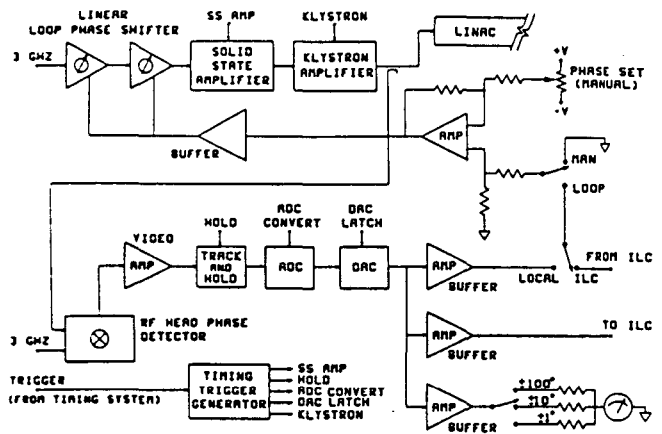 LINEAR
LOOP PHASE SHIFTER
3 GHZ
SS AMP
SOLID
STATE
AMPLIFIER
KLYSTRON
KLYSTRON
AMPLIFIER
LINAC
+V
PHASE SET
(MANUAL)
-V
BUFFER
AMP
MAN
LOOP
VIDEO
AMP
HOLD
TRACK
AND
HOLD
ADC
CONVERT
ADC
DAC
LATCH
DAC
AMP
BUFFER
LOCAL
ILC
FROM ILC
RF HEAD PHASE
DETECTOR
3 GHZ
AMP
BUFFER
TO ILC
TRIGGER
(FROM TIMING SYSTEM)
TIMING
TRIGGER
GENERATOR
SS AMP
HOLD
ADC CONVERT
DAC LATCH
KLYSTRON
AMP
BUFFER
±100°
±10°
±1°